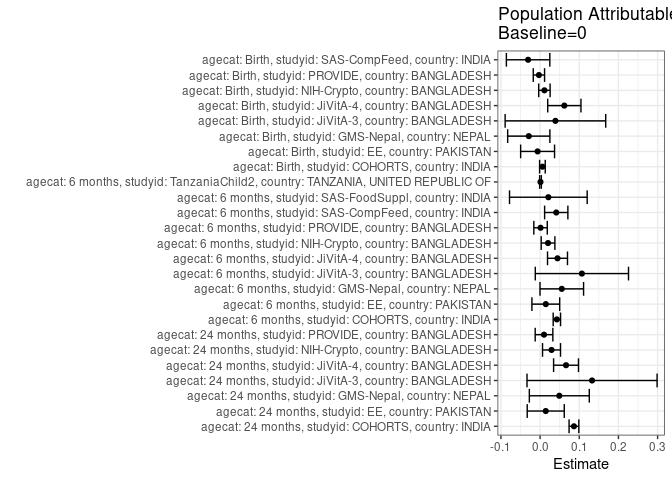 Population Attributable
Baseline=0
agecat: Birth, studyid: SAS-CompFeed, country: INDIA
agecat: Birth, studyid: PROVIDE, country: BANGLADESH
agecat: Birth, studyid: NIH-Crypto, country: BANGLADESH
agecat: Birth, studyid: JiVitA-4, country: BANGLADESH
agecat: Birth, studyid: JiVitA-3, country: BANGLADESH
agecat: Birth, studyid: GMS-Nepal, country: NEPAL
agecat: Birth, studyid: EE, country: PAKISTAN
agecat: Birth, studyid: COHORTS, country: INDIA
agecat: 6 months, studyid: TanzaniaChild2, country: TANZANIA, UNITED REPUBLIC OF
agecat: 6 months, studyid: SAS-FoodSuppl, country: INDIA
agecat: 6 months, studyid: SAS-CompFeed, country: INDIA
agecat: 6 months, studyid: PROVIDE, country: BANGLADESH
agecat: 6 months, studyid: NIH-Crypto, country: BANGLADESH
agecat: 6 months, studyid: JiVitA-4, country: BANGLADESH
agecat: 6 months, studyid: JiVitA-3, country: BANGLADESH
agecat: 6 months, studyid: GMS-Nepal, country: NEPAL
agecat: 6 months, studyid: EE, country: PAKISTAN
agecat: 6 months, studyid: COHORTS, country: INDIA
agecat: 24 months, studyid: PROVIDE, country: BANGLADESH
agecat: 24 months, studyid: NIH-Crypto, country: BANGLADESH
agecat: 24 months, studyid: JiVitA-4, country: BANGLADESH
agecat: 24 months, studyid: JiVitA-3, country: BANGLADESH
agecat: 24 months, studyid: GMS-Nepal, country: NEPAL
agecat: 24 months, studyid: EE, country: PAKISTAN
agecat: 24 months, studyid: COHORTS, country: INDIA
-0.1 0.0 0.1 0.2 0.3
Estimate